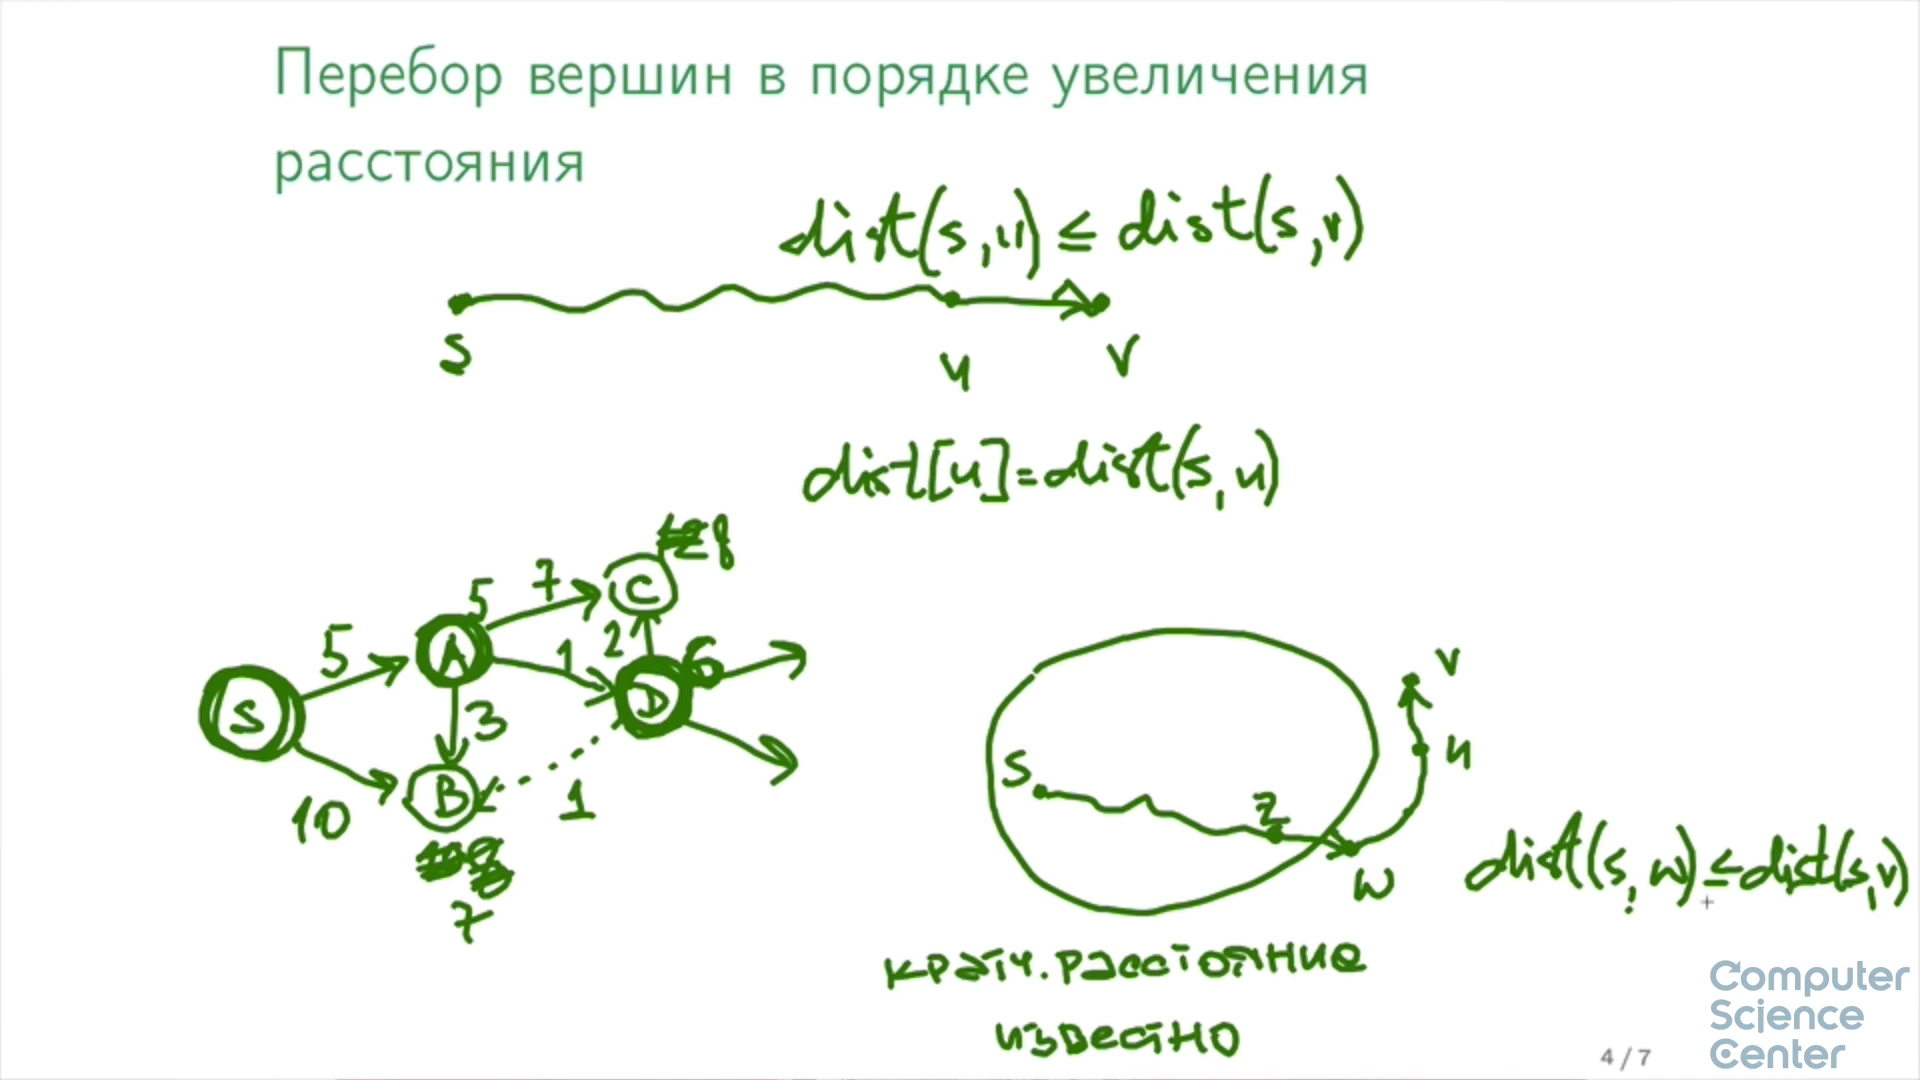 Перебор вершин в порядке увеличения
расстояния
dist(s,u) ≤ dist(s,v)
s u v
dist[u]=dist(s,u)
8
5 7 C
5 A 1 2 6
S 3 D
10 B 1
7
v
u
s z
w
dist(s,w) ≤ dist(s,v)
кратч. расстояние
известно
Computer
Science
Center
4 / 7